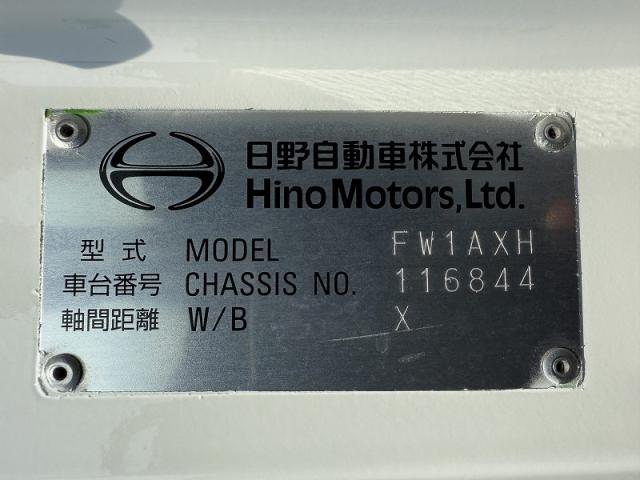 日野自動車株式会社
Hino Motors, Ltd.
型式 MODEL FW1AXH
車台番号 CHASSIS NO. 116844
軸間距離 W/B X